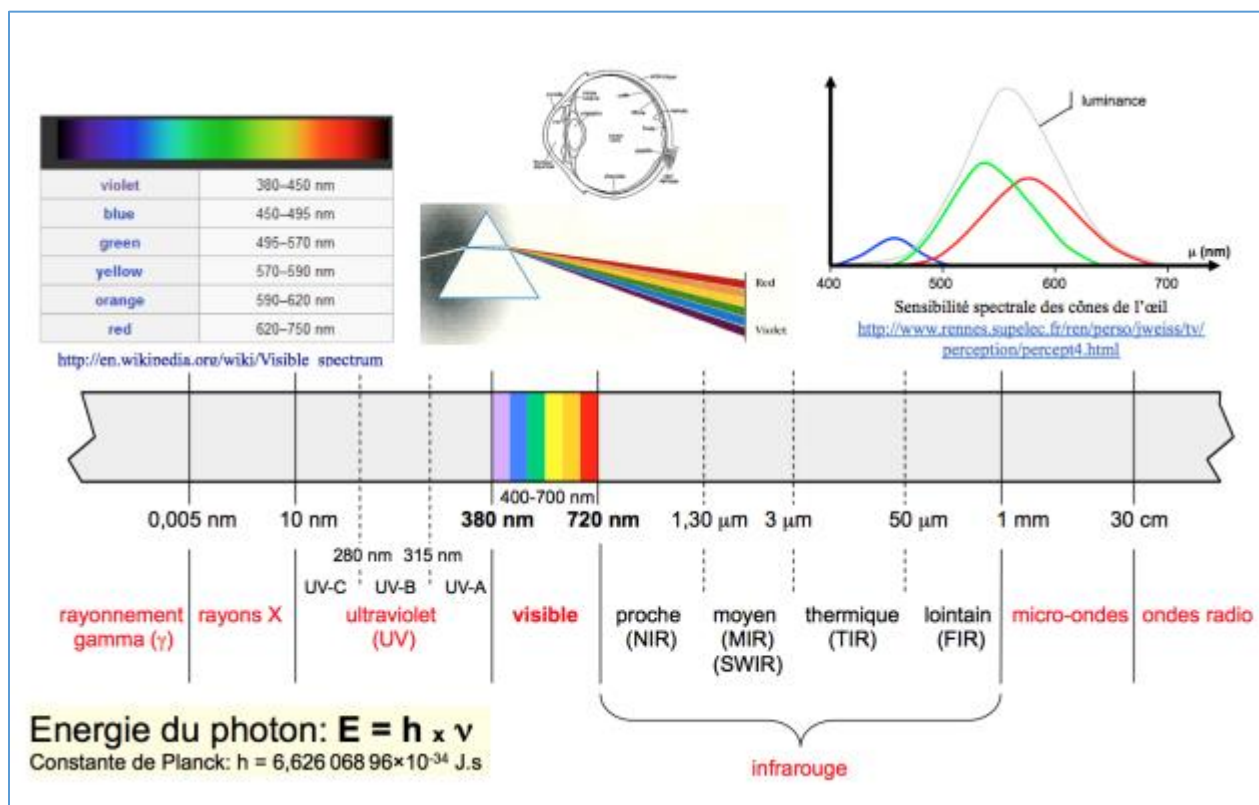 violet 380–450 nm
blue 450–495 nm
green 495–570 nm
yellow 570–590 nm
orange 590–620 nm
red 620–750 nm
http://en.wikipedia.org/wiki/Visible_spectrum
Red
Violet
luminance
μ (nm)
400 500 600 700
Sensibilité spectrale des cônes de l'œil
http://www.rennes.supelec.fr/ren/perso/jweiss/tv/
perception/percept4.html
400-700 nm
0,005 nm 10 nm 380 nm 720 nm 1,30 μm 3 μm 50 μm 1 mm 30 cm
280 nm 315 nm
UV-C UV-B UV-A
rayonnement
gamma (γ)
rayons X
ultraviolet
(UV)
visible
proche
(NIR)
moyen
(MIR)
(SWIR)
thermique
(TIR)
lointain
(FIR)
micro-ondes
ondes radio
infrarouge
Energie du photon: E = h x ν
Constante de Planck: h = 6,626 068 96×10⁻³⁴ J.s